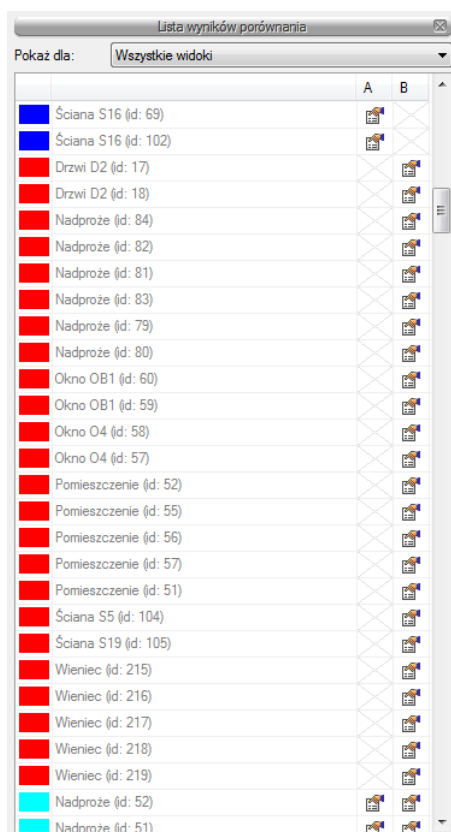 Lista wyników porównania
Pokaż dla: Wszystkie widoki
A B
Ściana S16 (id: 69)
Ściana S16 (id: 102)
Drzwi D2 (id: 17)
Drzwi D2 (id: 18)
Nadproże (id: 84)
Nadproże (id: 82)
Nadproże (id: 81)
Nadproże (id: 83)
Nadproże (id: 79)
Nadproże (id: 80)
Okno OB1 (id: 60)
Okno OB1 (id: 59)
Okno O4 (id: 58)
Okno O4 (id: 57)
Pomieszczenie (id: 52)
Pomieszczenie (id: 55)
Pomieszczenie (id: 56)
Pomieszczenie (id: 57)
Pomieszczenie (id: 51)
Ściana S5 (id: 104)
Ściana S19 (id: 105)
Wieniec (id: 215)
Wieniec (id: 216)
Wieniec (id: 217)
Wieniec (id: 218)
Wieniec (id: 219)
Nadproże (id: 52)
Nadproże (id: 51)